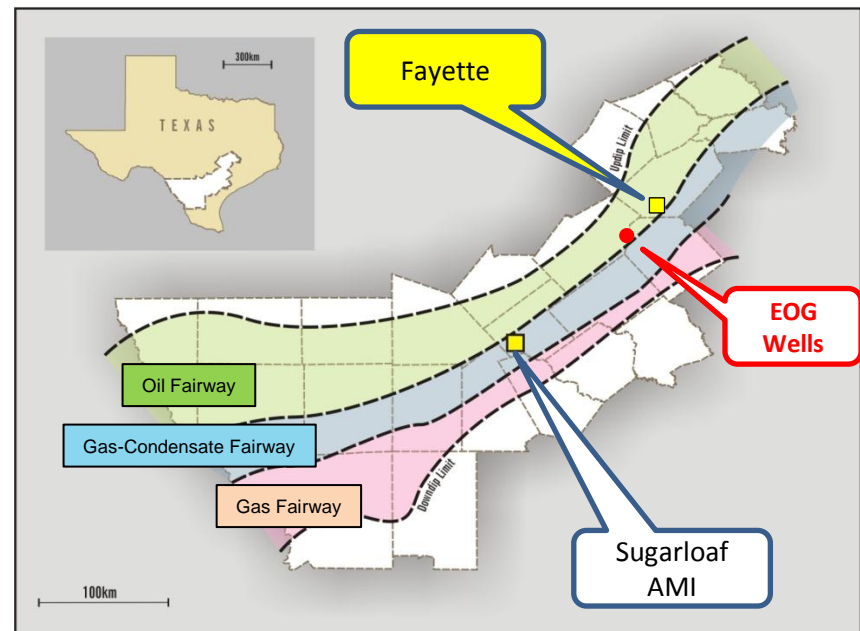 300km
TEXAS
Fayette
Updip Limit
EOG
Wells
Oil Fairway
Gas-Condensate Fairway
Gas Fairway
Downdip Limit
Sugarloaf
AMI
100km